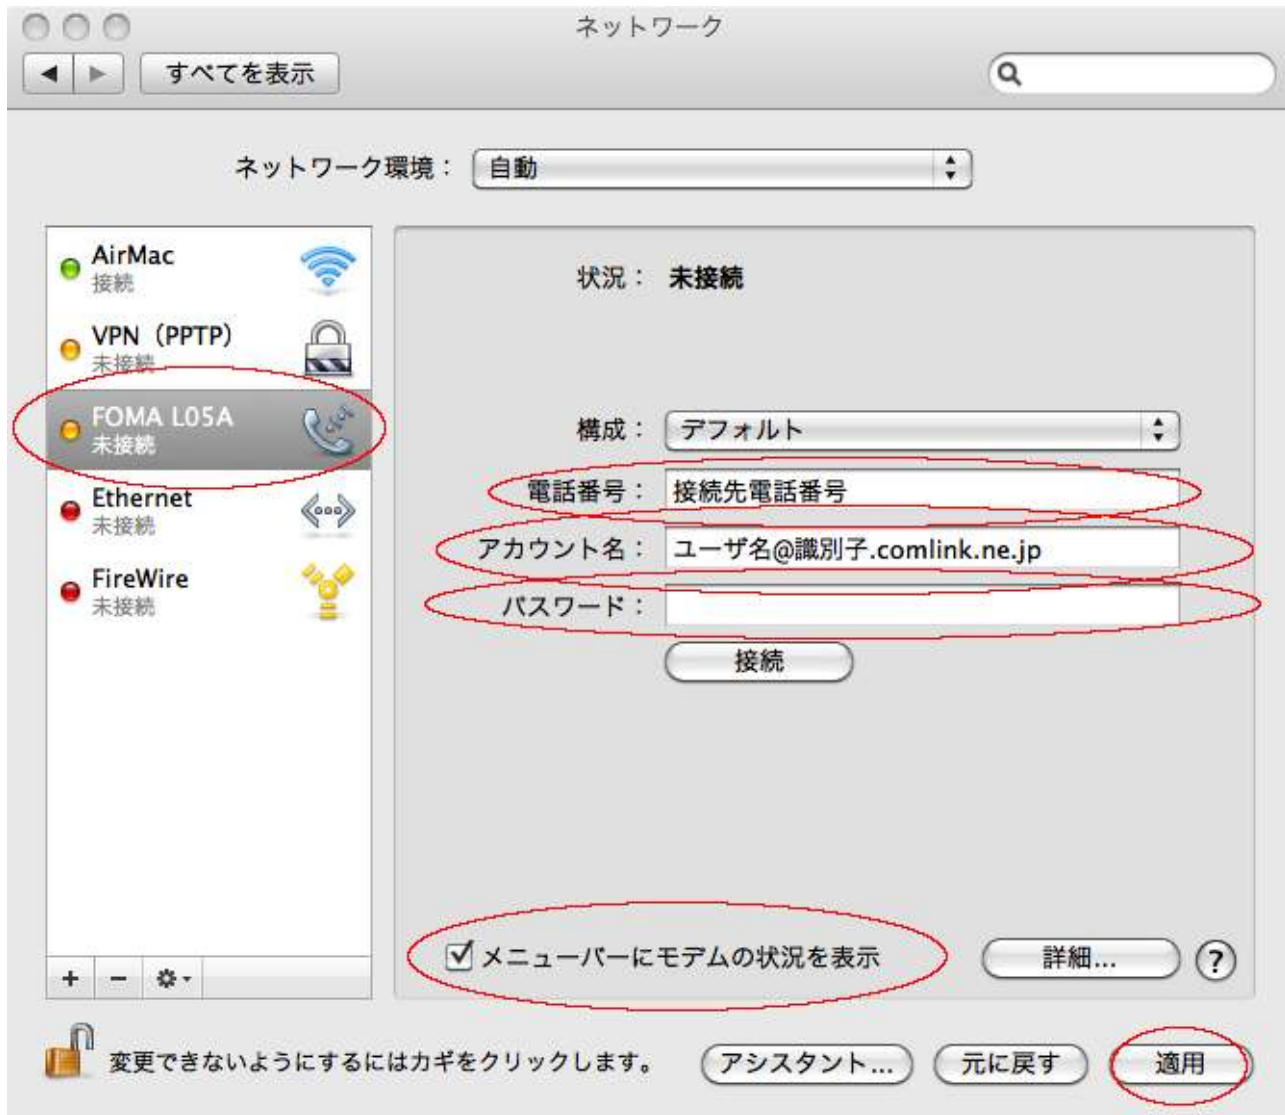 ネットワーク
すべてを表示
ネットワーク環境： 自動
AirMac
接続
VPN（PPTP）
未接続
FOMA L05A
未接続
Ethernet
未接続
FireWire
未接続
状況： 未接続
構成： デフォルト
電話番号： 接続先電話番号
アカウント名： ユーザ名@識別子.comlink.ne.jp
パスワード：
接続
メニューバーにモデムの状況を表示
詳細...
?
変更できないようにするにはカギをクリックします。
アシスタント...
元に戻す
適用